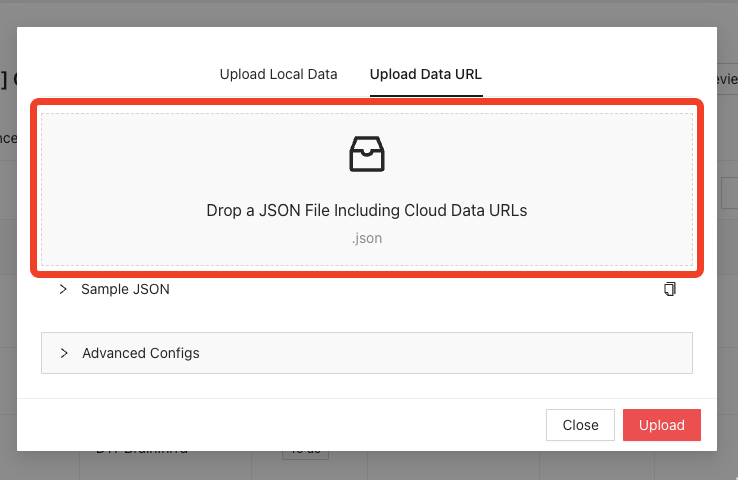 Upload Local Data
Upload Data URL
Drop a JSON File Including Cloud Data URLs
.json
Sample JSON
Advanced Configs
Close
Upload